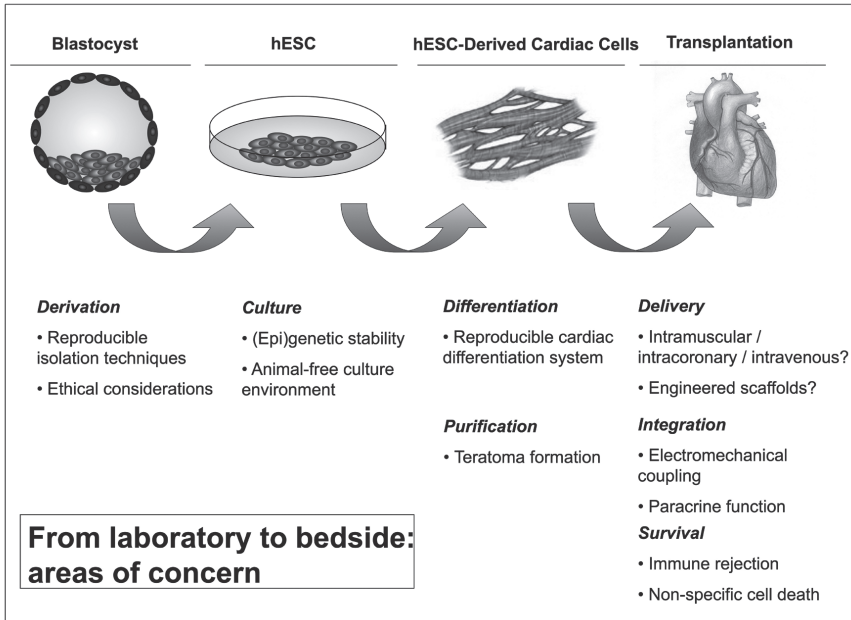 Blastocyst
hESC
hESC-Derived Cardiac Cells
Transplantation
Derivation
• Reproducible
isolation techniques
• Ethical considerations
Culture
• (Epi)genetic stability
• Animal-free culture
environment
Differentiation
• Reproducible cardiac
differentiation system
Purification
• Teratoma formation
Delivery
• Intramuscular /
intracoronary / intravenous?
• Engineered scaffolds?
Integration
• Electromechanical
coupling
• Paracrine function
Survival
• Immune rejection
• Non-specific cell death
From laboratory to bedside:
areas of concern